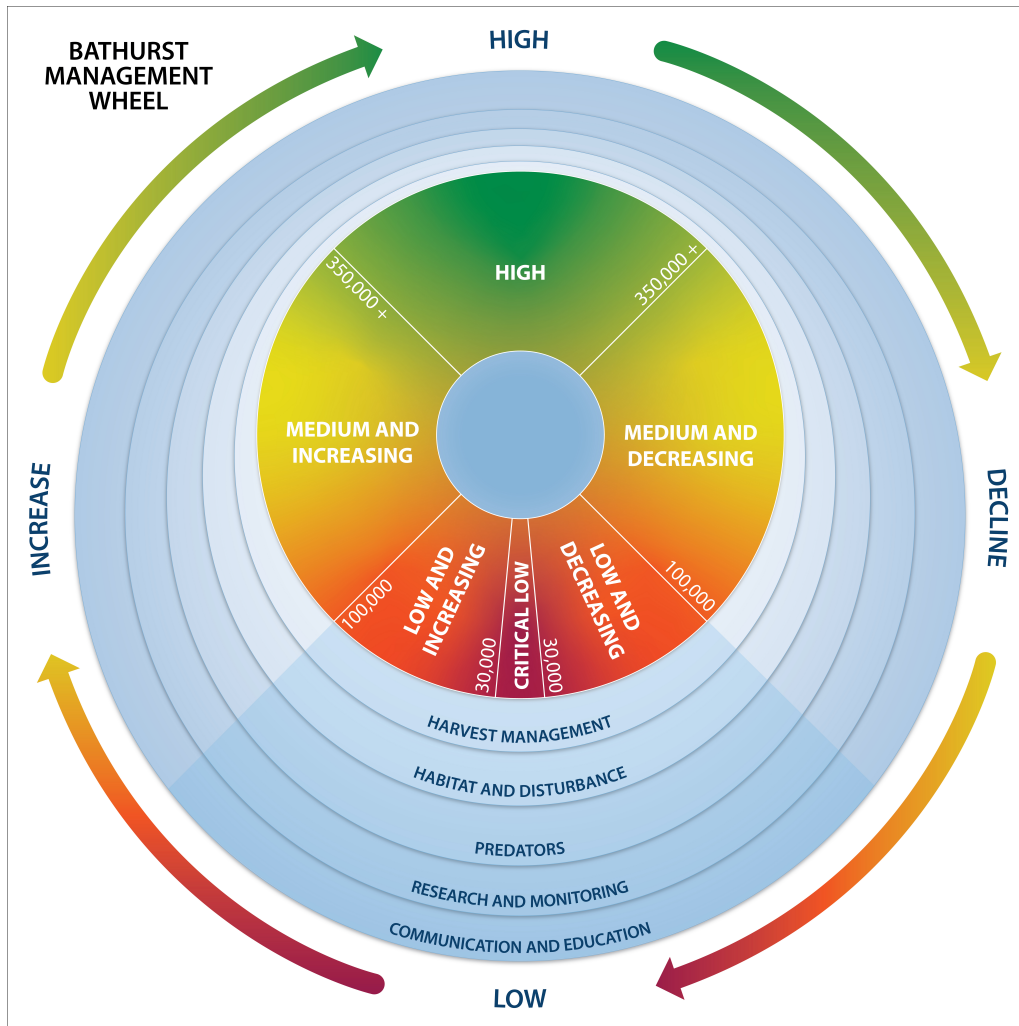 BATHURST
MANAGEMENT
WHEEL
HIGH
HIGH
350,000 +
350,000 +
MEDIUM AND
INCREASING
MEDIUM AND
DECREASING
INCREASE
DECLINE
100,000
LOW AND
INCREASING
30,000
CRITICAL LOW
30,000
LOW AND
DECREASING
100,000
HARVEST MANAGEMENT
HABITAT AND DISTURBANCE
PREDATORS
RESEARCH AND MONITORING
COMMUNICATION AND EDUCATION
LOW